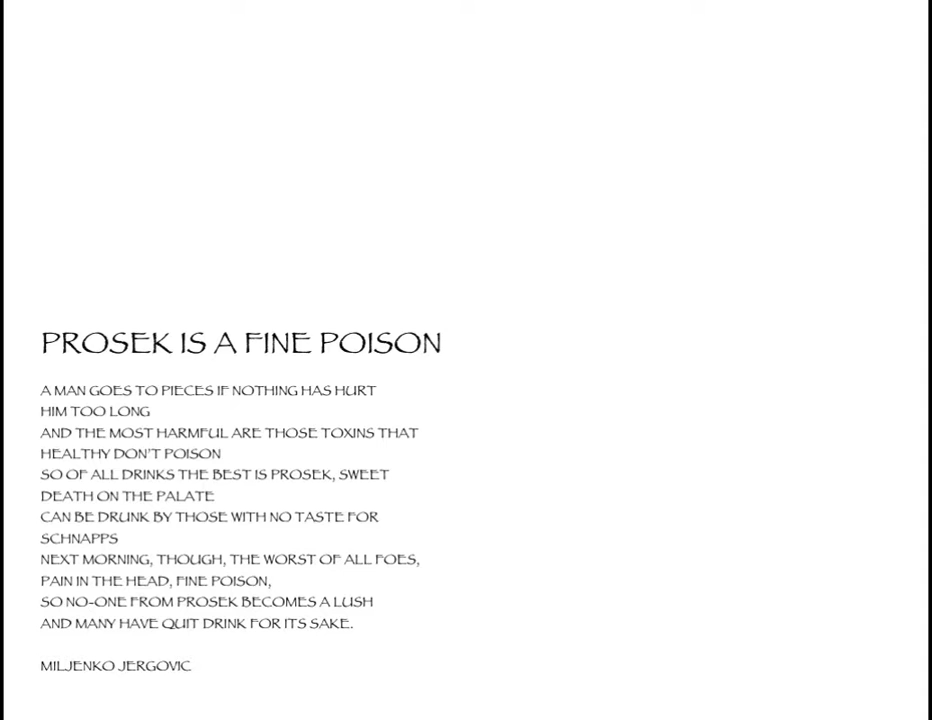 PROSEK IS A FINE POISON
A MAN GOES TO PIECES IF NOTHING HAS HURT
HIM TOO LONG
AND THE MOST HARMFUL ARE THOSE TOXINS THAT
HEALTHY DON'T POISON
SO OF ALL DRINKS THE BEST IS PROSEK, SWEET
DEATH ON THE PALATE
CAN BE DRUNK BY THOSE WITH NO TASTE FOR
SCHNAPPS
NEXT MORNING, THOUGH, THE WORST OF ALL FOES,
PAIN IN THE HEAD, FINE POISON,
SO NO-ONE FROM PROSEK BECOMES A LUSH
AND MANY HAVE QUIT DRINK FOR ITS SAKE.
MILJENKO JERGOVIC